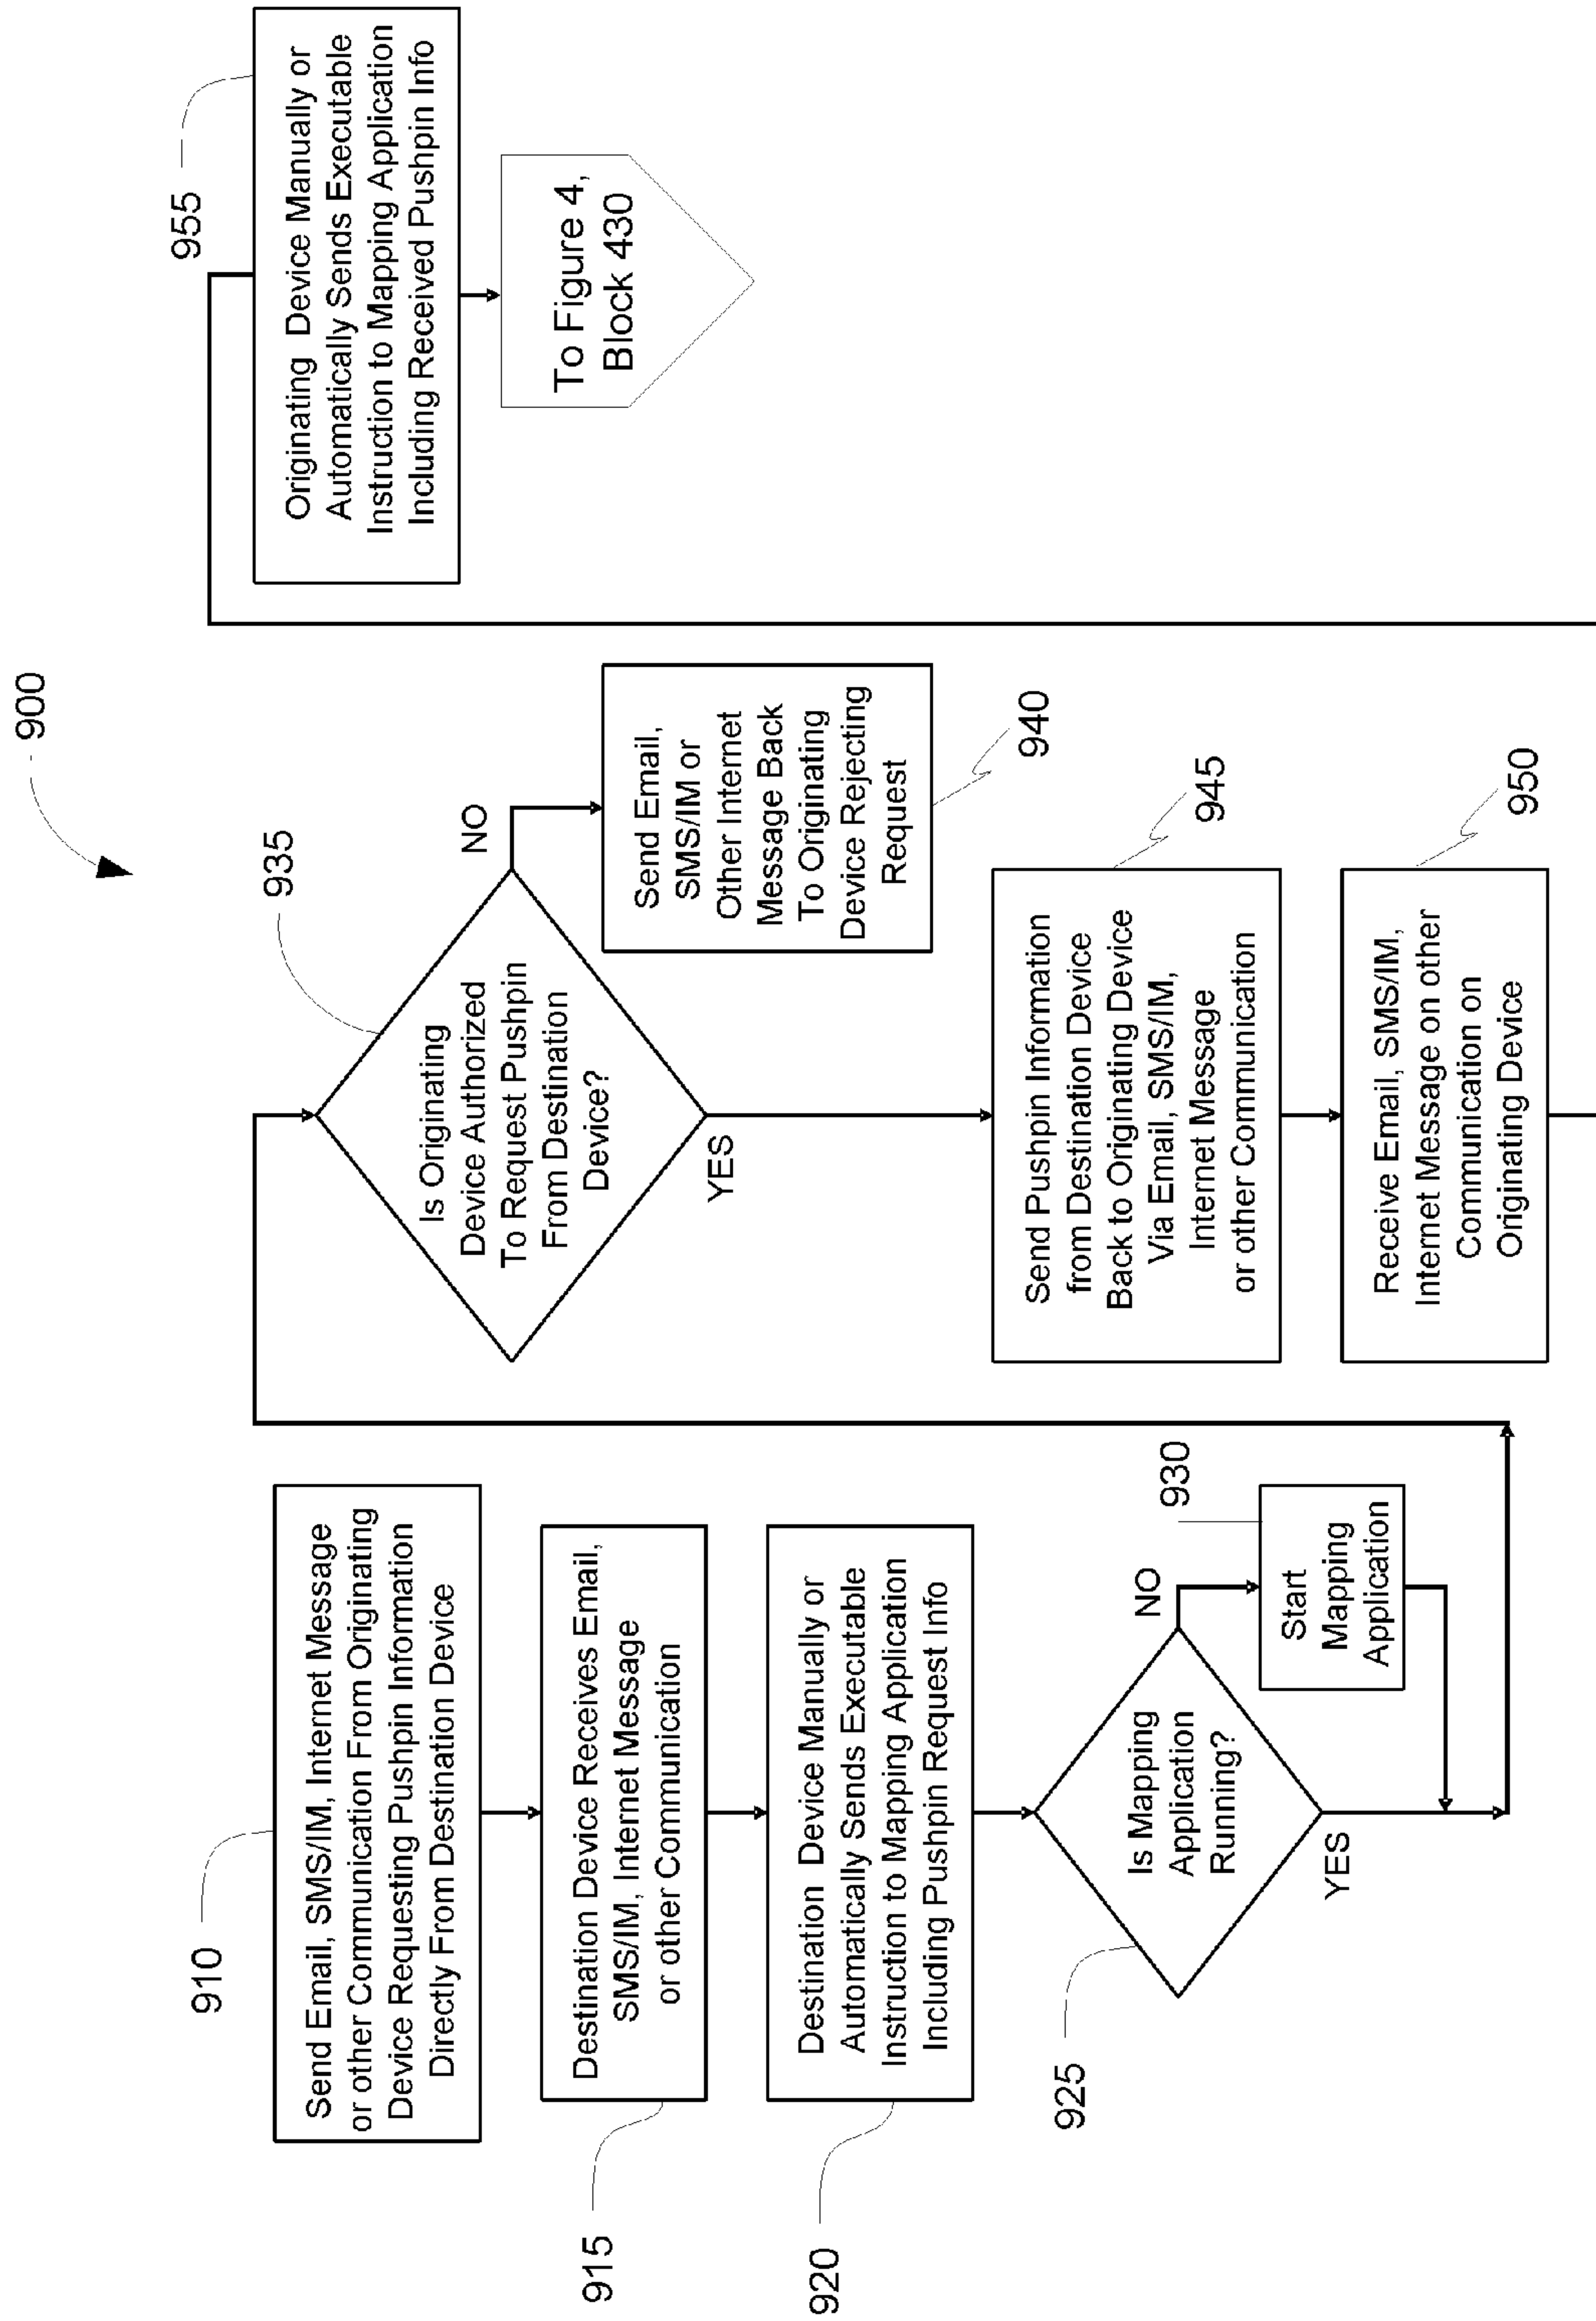 900
910
Send Email, SMS/IM, Internet Message
or other Communication From Originating
Device Requesting Pushpin Information
Directly From Destination Device
915
Destination Device Receives Email,
SMS/IM, Internet Message
or other Communication
920
Destination Device Manually or
Automatically Sends Executable
Instruction to Mapping Application
Including Pushpin Request Info
925
Is Mapping
Application
Running?
NO
YES
930
Start
Mapping
Application
935
Is Originating
Device Authorized
To Request Pushpin
From Destination
Device?
NO
YES
Send Email,
SMS/IM or
Other Internet
Message Back
To Originating
Device Rejecting
Request
940
Send Pushpin Information
from Destination Device
Back to Originating Device
Via Email, SMS/IM,
Internet Message
or other Communication
945
Receive Email, SMS/IM,
Internet Message on other
Communication on
Originating Device
950
955
Originating Device Manually or
Automatically Sends Executable
Instruction to Mapping Application
Including Received Pushpin Info
To Figure 4,
Block 430